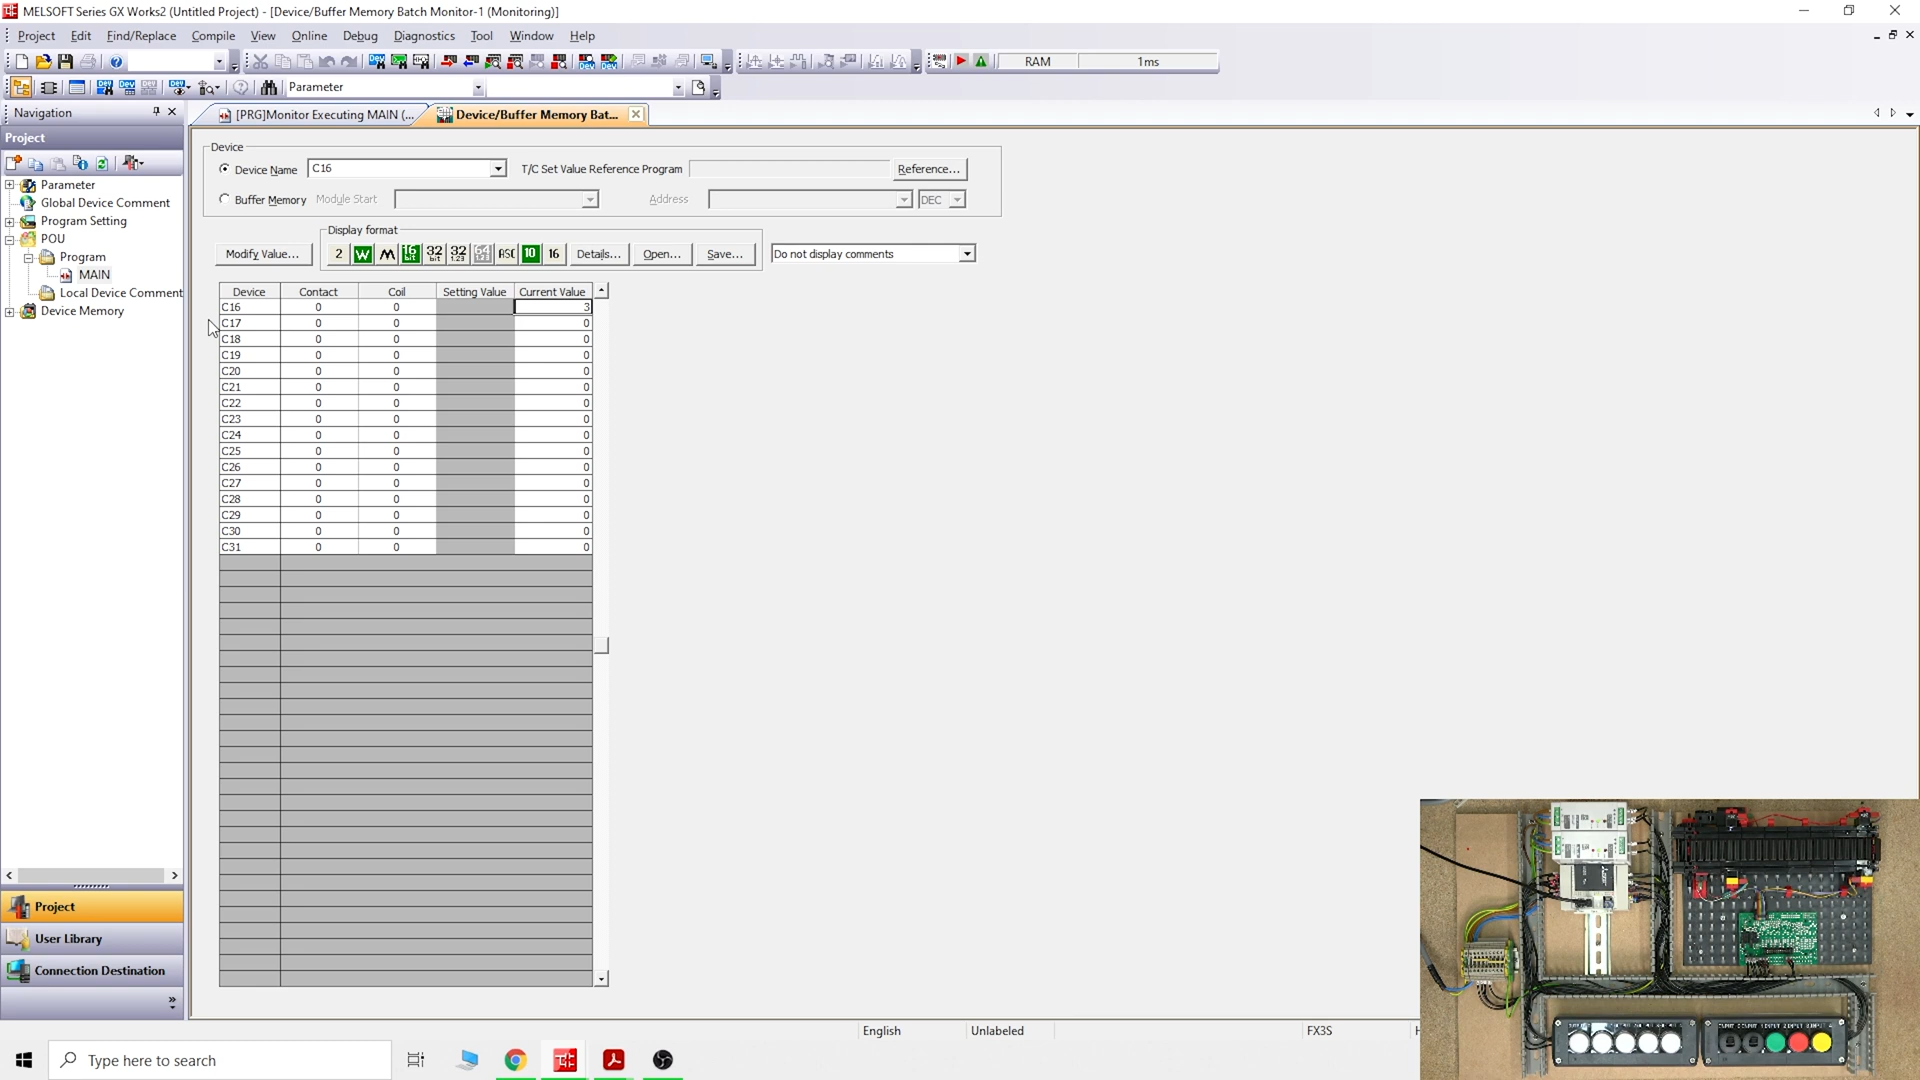 MELSOFT Series GX Works2 (Untitled Project) - [Device/Buffer Memory Batch Monitor-1 (Monitoring)]
Project Edit Find/Replace Compile View Online Debug Diagnostics Tool Window Help
RAM 1ms
Parameter
Navigation
[PRG]Monitor Executing MAIN (...
Device/Buffer Memory Bat...
Project
Parameter
Global Device Comment
Program Setting
POU
Program
MAIN
Local Device Comment
Device Memory
Device
Device Name C16 T/C Set Value Reference Program Reference...
Buffer Memory Module Start Address DEC
Display format
Modify Value... 2 W M 16 bit 32 bit 32 1.23 64 1.23 ASC 10 16 Details... Open... Save... Do not display comments
Device Contact Coil Setting Value Current Value
C16 0 0 3
C17 0 0 0
C18 0 0 0
C19 0 0 0
C20 0 0 0
C21 0 0 0
C22 0 0 0
C23 0 0 0
C24 0 0 0
C25 0 0 0
C26 0 0 0
C27 0 0 0
C28 0 0 0
C29 0 0 0
C30 0 0 0
C31 0 0 0
Project
User Library
Connection Destination
English Unlabeled FX3S
Type here to search